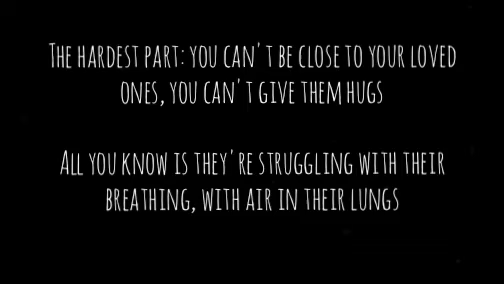 The hardest part: you can't be close to your loved
ones, you can't give them hugs
All you know is they're struggling with their
breathing, with air in their lungs